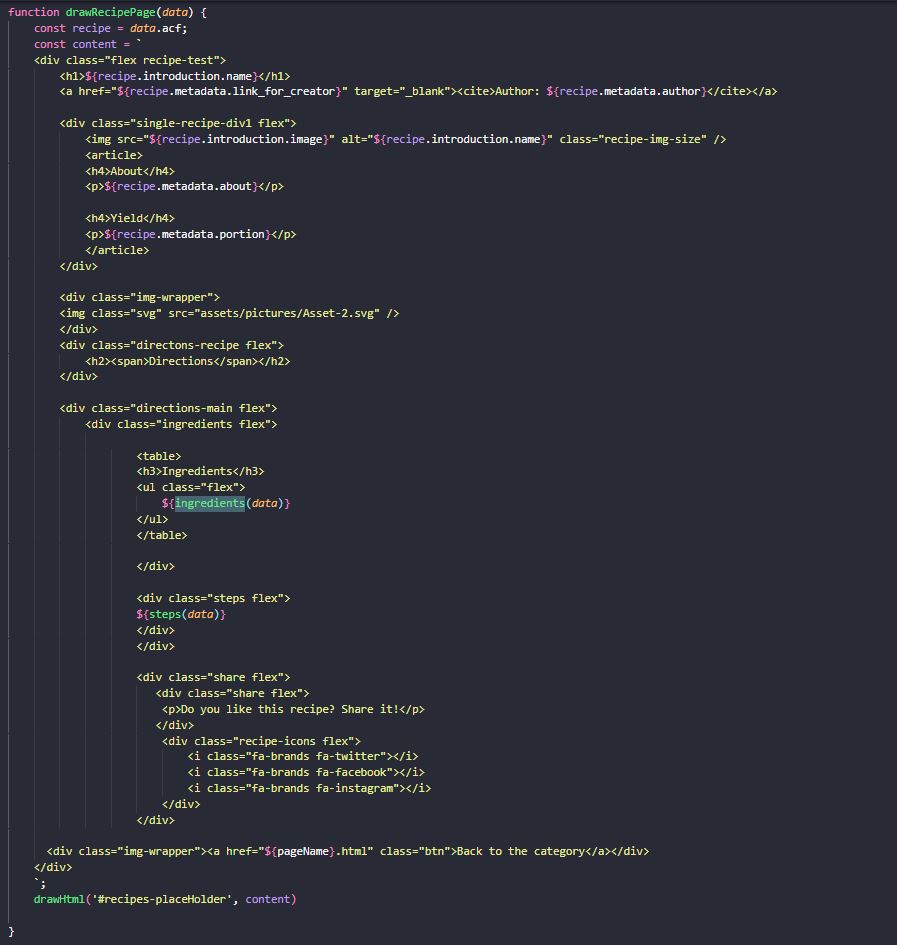 function drawRecipePage(data) {
const recipe = data.acf;
const content = `
<div class="flex recipe-test">
<h1>${recipe.introduction.name}</h1>
<a href="${recipe.metadata.link_for_creator}" target="_blank"><cite>Author: ${recipe.metadata.author}</cite></a>
<div class="single-recipe-div1 flex">
<img src="${recipe.introduction.image}" alt="${recipe.introduction.name}" class="recipe-img-size" />
<article>
<h4>About</h4>
<p>${recipe.metadata.about}</p>
<h4>Yield</h4>
<p>${recipe.metadata.portion}</p>
</article>
</div>
<div class="img-wrapper">
<img class="svg" src="assets/pictures/Asset-2.svg" />
</div>
<div class="directons-recipe flex">
<h2><span>Directions</span></h2>
</div>
<div class="directions-main flex">
<div class="ingredients flex">
<table>
<h3>Ingredients</h3>
<ul class="flex">
${ingredients(data)}
</ul>
</table>
</div>
<div class="steps flex">
${steps(data)}
</div>
</div>
<div class="share flex">
<div class="share flex">
<p>Do you like this recipe? Share it!</p>
</div>
<div class="recipe-icons flex">
<i class="fa-brands fa-twitter"></i>
<i class="fa-brands fa-facebook"></i>
<i class="fa-brands fa-instagram"></i>
</div>
</div>
<div class="img-wrapper"><a href="${pageName}.html" class="btn">Back to the category</a></div>
</div>
`;
drawHtml('#recipes-placeHolder', content)
}